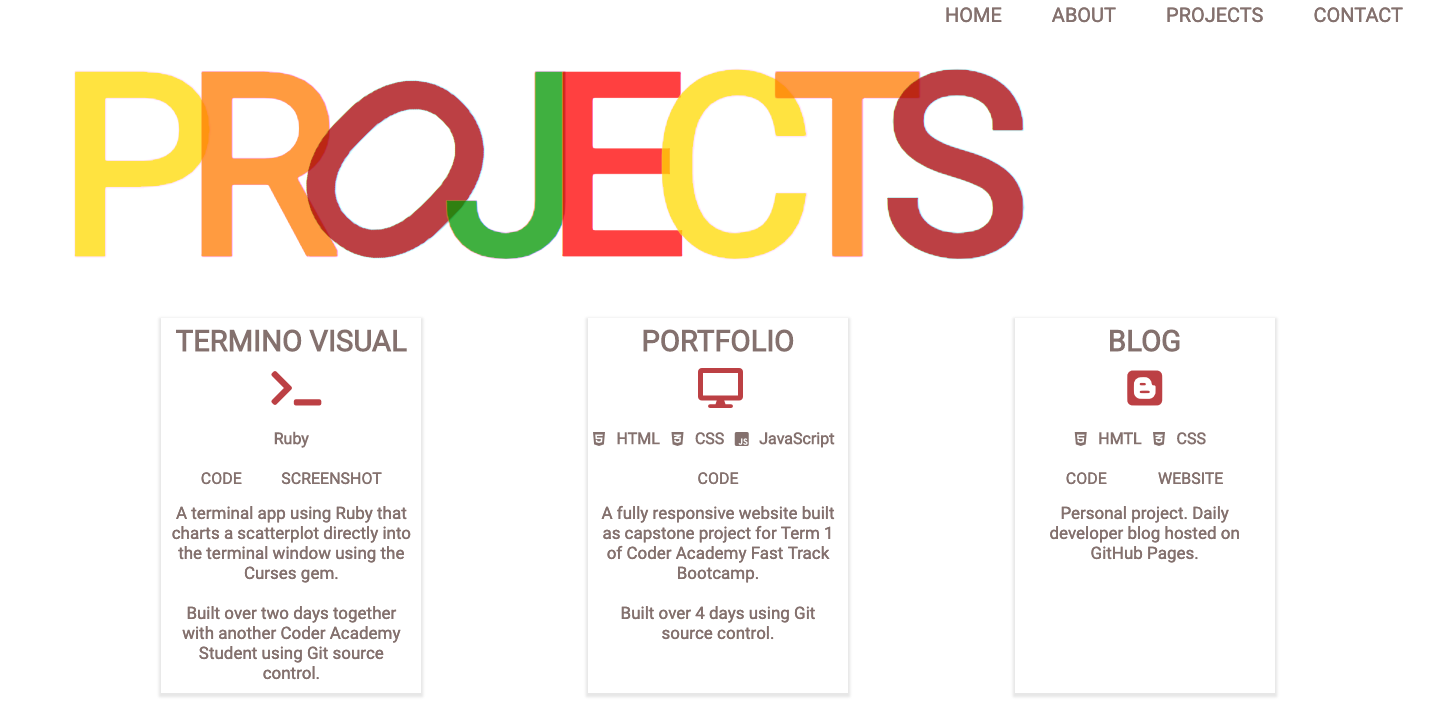 HOME ABOUT PROJECTS CONTACT
PROJECTS
TERMINO VISUAL
Ruby
CODE SCREENSHOT
A terminal app using Ruby that
charts a scatterplot directly into
the terminal window using the
Curses gem.
Built over two days together
with another Coder Academy
Student using Git source
control.
PORTFOLIO
HTML CSS JS JavaScript
CODE
A fully responsive website built
as capstone project for Term 1
of Coder Academy Fast Track
Bootcamp.
Built over 4 days using Git
source control.
BLOG
HMTL CSS
CODE WEBSITE
Personal project. Daily
developer blog hosted on
GitHub Pages.